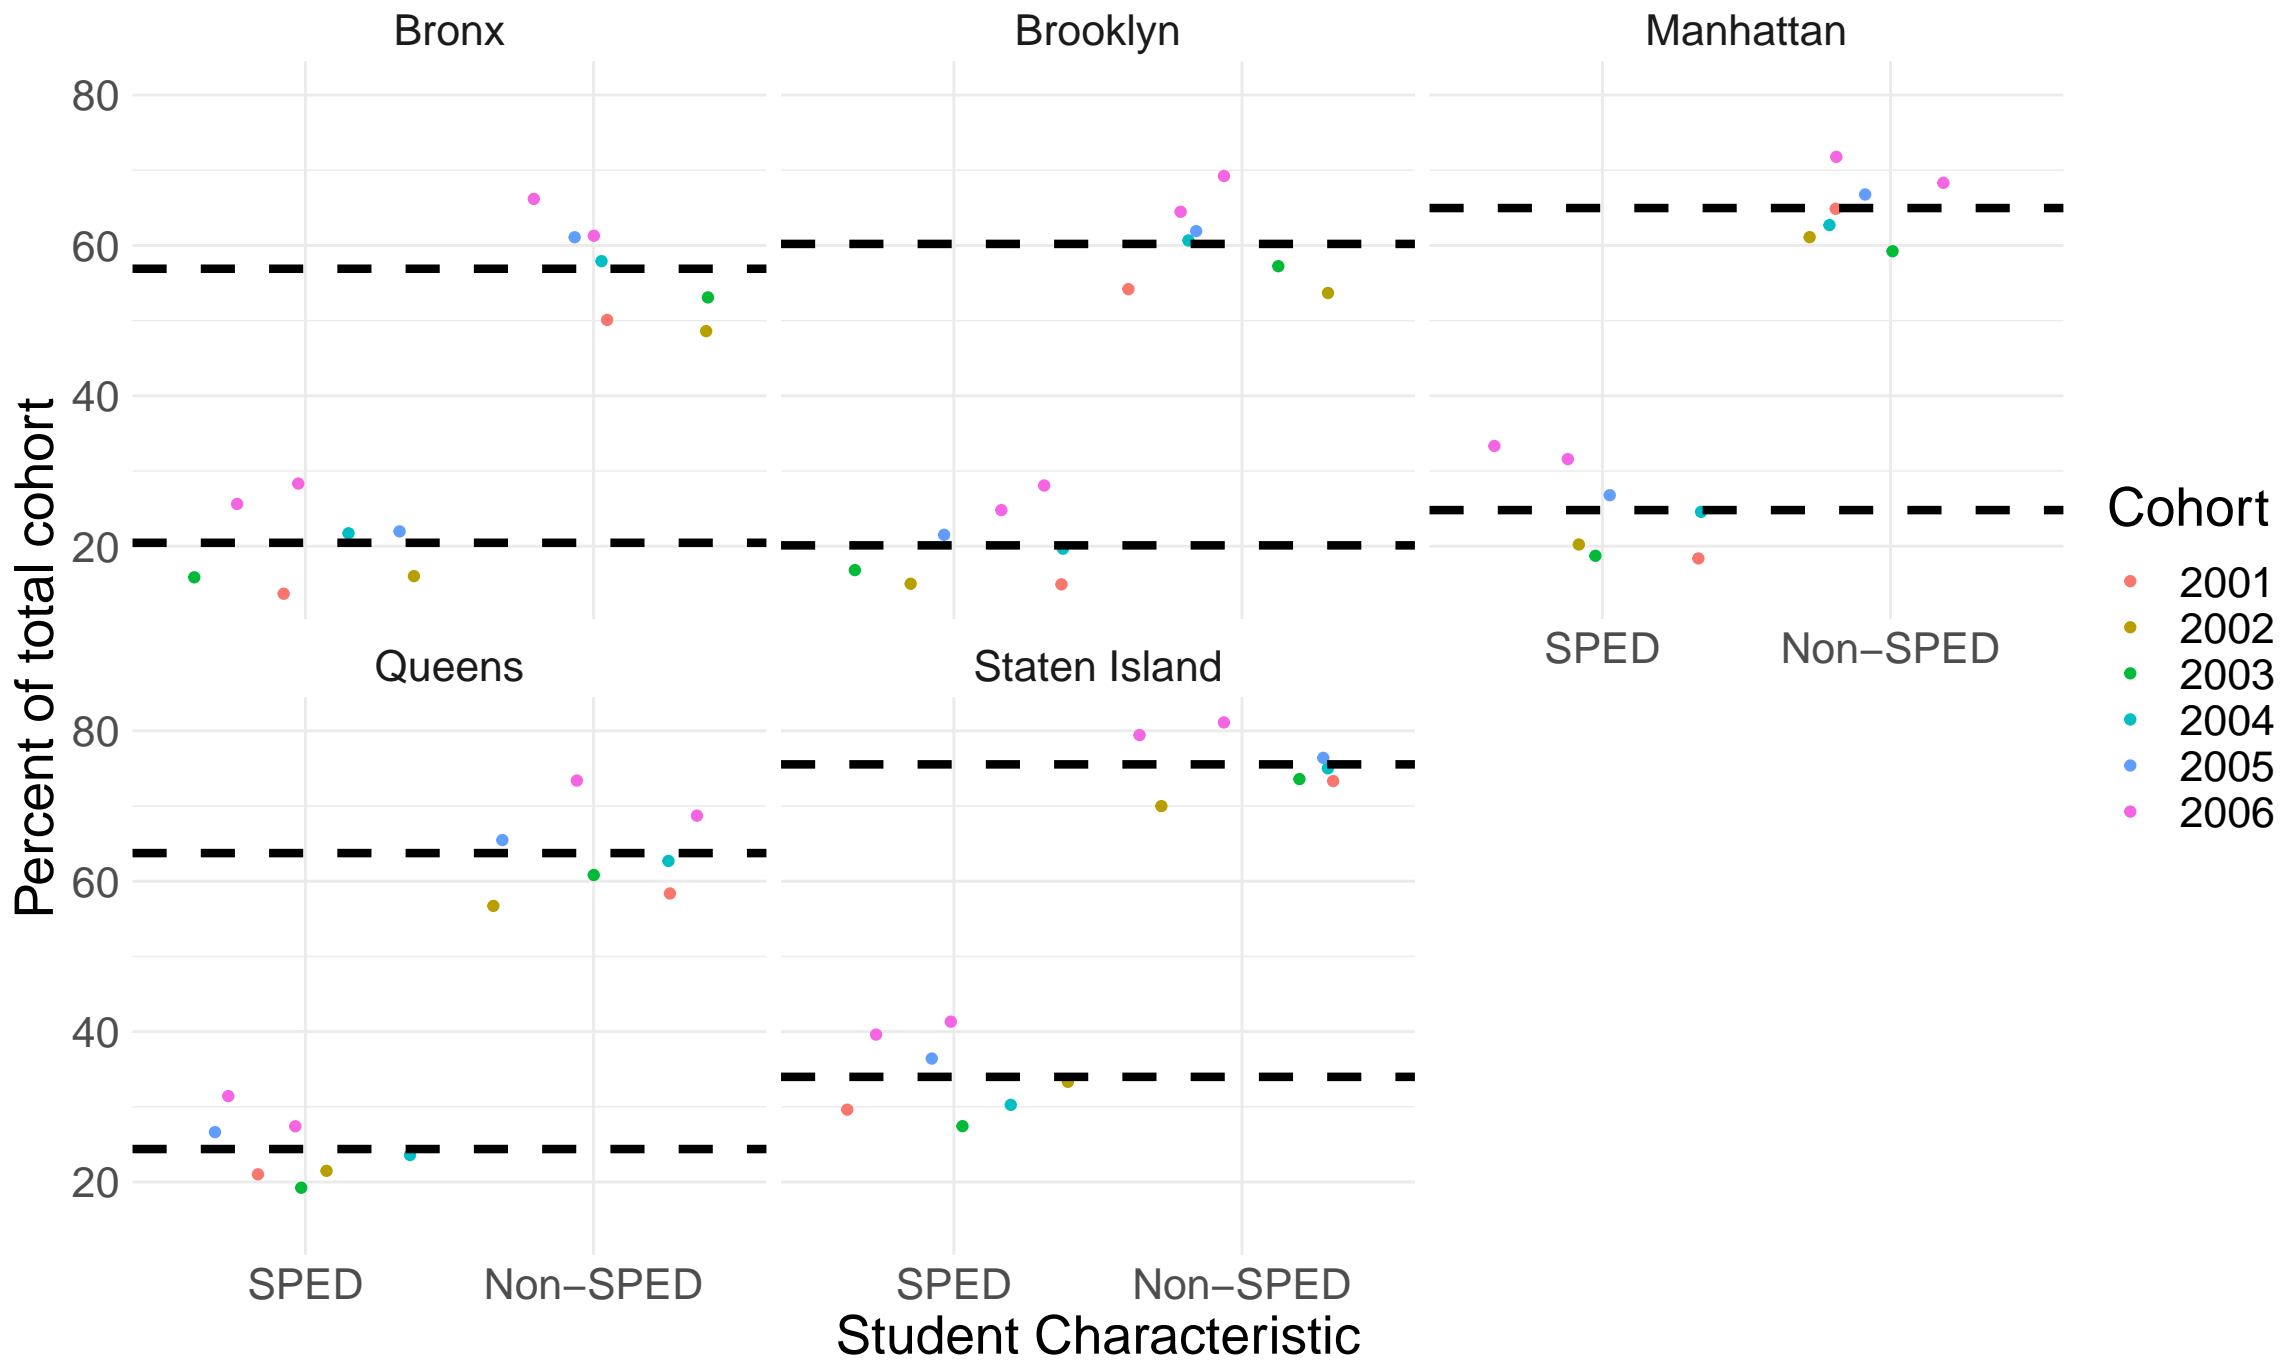 Bronx
Brooklyn
Manhattan
80
60
40
20
SPED
Non−SPED
Queens
Staten Island
80
60
40
20
SPED
Non−SPED
SPED
Non−SPED
Student Characteristic
Percent of total cohort
Cohort
2001
2002
2003
2004
2005
2006